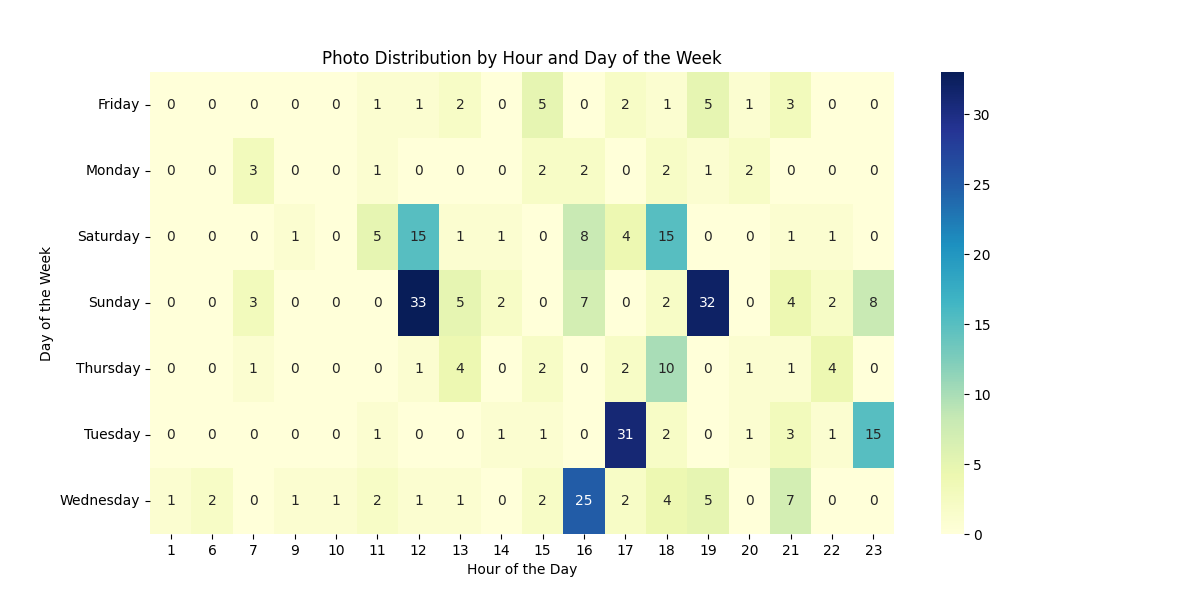 Photo Distribution by Hour and Day of the Week
Friday 0 0 0 0 0 1 1 2 0 5 0 2 1 5 1 3 0 0
Monday 0 0 3 0 0 1 0 0 0 2 2 0 2 1 2 0 0 0
Saturday 0 0 0 1 0 5 15 1 1 0 8 4 15 0 0 1 1 0
Sunday 0 0 3 0 0 0 33 5 2 0 7 0 2 32 0 4 2 8
Thursday 0 0 1 0 0 0 1 4 0 2 0 2 10 0 1 1 4 0
Tuesday 0 0 0 0 0 1 0 0 1 1 0 31 2 0 1 3 1 15
Wednesday 1 2 0 1 1 2 1 1 0 2 25 2 4 5 0 7 0 0
1 6 7 9 10 11 12 13 14 15 16 17 18 19 20 21 22 23
Hour of the Day
Day of the Week
30
25
20
15
10
5
0